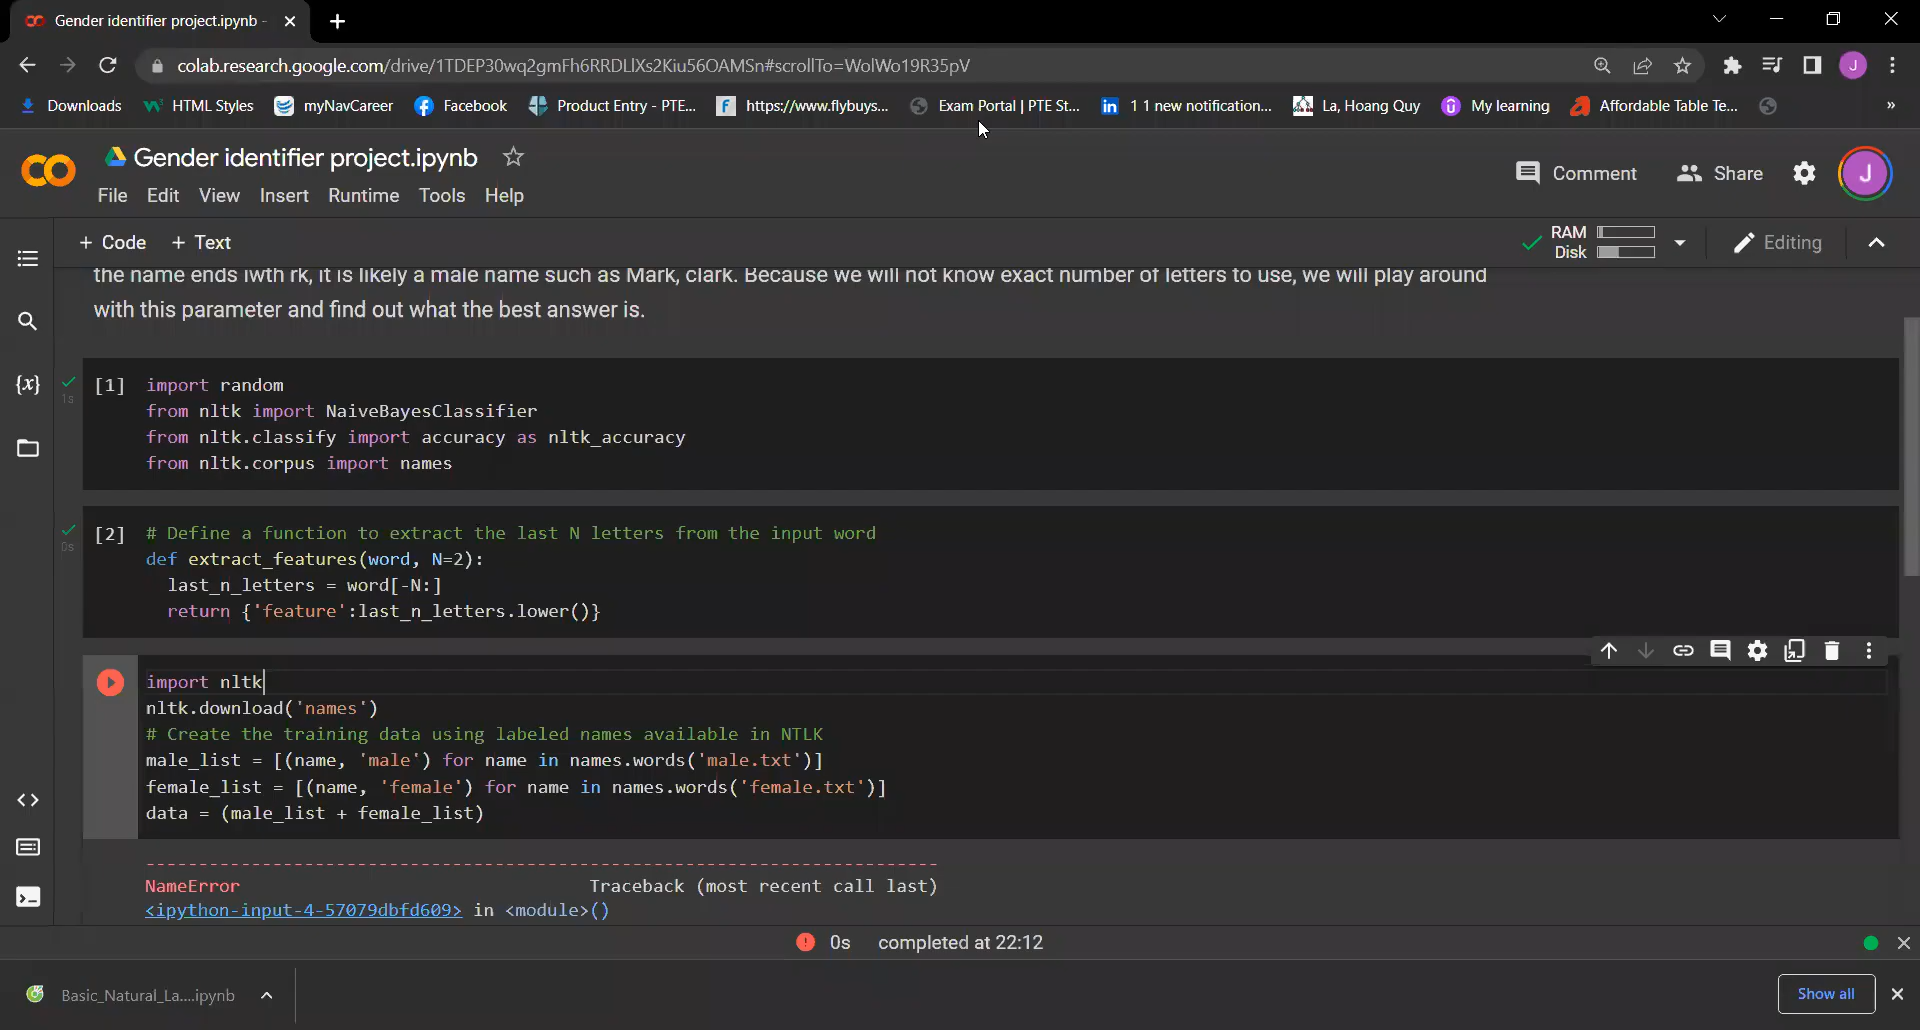 Gender identifier project.ipynb -
colab.research.google.com/drive/1TDEP30wq2gmFh6RRDLlXs2Kiu56OAMSn#scrollTo=WolWo19R35pV
J
Downloads
HTML Styles
myNavCareer
Facebook
Product Entry - PTE...
https://www.flybuys...
Exam Portal | PTE St...
1 1 new notification...
La, Hoang Quy
My learning
Affordable Table Te...
»
Gender identifier project.ipynb
Comment
Share
J
File Edit View Insert Runtime Tools Help
+ Code + Text
RAM
Disk
Editing
the name ends iwth rk, it is likely a male name such as Mark, clark. Because we will not know exact number of letters to use, we will play around
with this parameter and find out what the best answer is.
1s
[1] import random
from nltk import NaiveBayesClassifier
from nltk.classify import accuracy as nltk_accuracy
from nltk.corpus import names
0s
[2] # Define a function to extract the last N letters from the input word
def extract_features(word, N=2):
last_n_letters = word[-N:]
return {'feature':last_n_letters.lower()}
import nltk
nltk.download('names')
# Create the training data using labeled names available in NTLK
male_list = [(name, 'male') for name in names.words('male.txt')]
female_list = [(name, 'female') for name in names.words('female.txt')]
data = (male_list + female_list)
---------------------------------------------------------------------------
NameError Traceback (most recent call last)
<ipython-input-4-57079dbfd609> in <module>()
0s completed at 22:12
Basic_Natural_La....ipynb
Show all